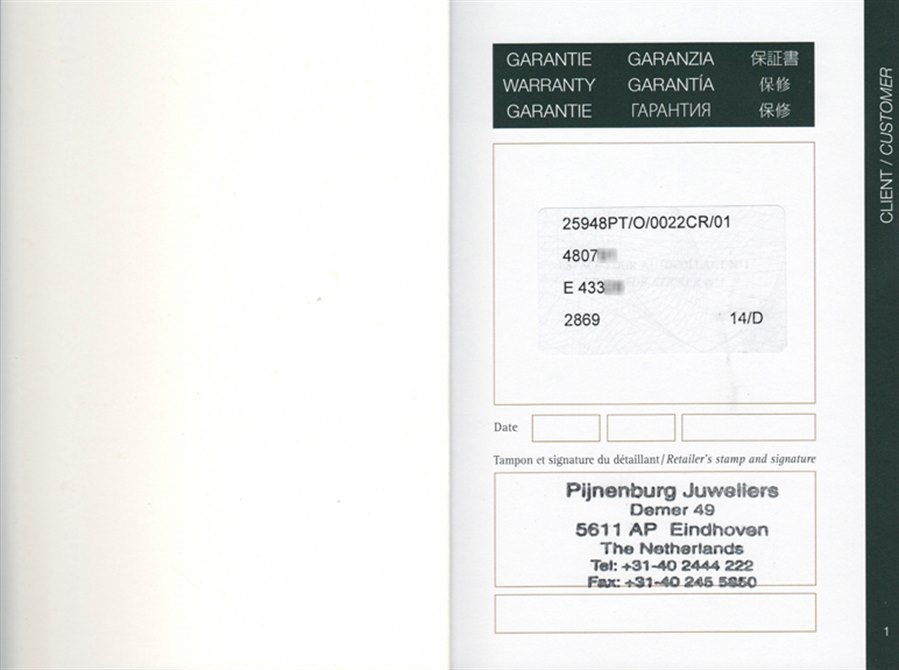 GARANTIE GARANZIA 保証書
WARRANTY GARANTÍA 保修
GARANTIE ГАРАНТИЯ 保修
CLIENT / CUSTOMER
25948PT/O/0022CR/01
4807
E 433
2869 14/D
Date
Tampon et signature du détaillant / Retailer's stamp and signature
Pijnenburg Juweliers
Demer 49
5611 AP Eindhoven
The Netherlands
Tel: +31-40 2444 222
Fax: +31-40 245 5850
1